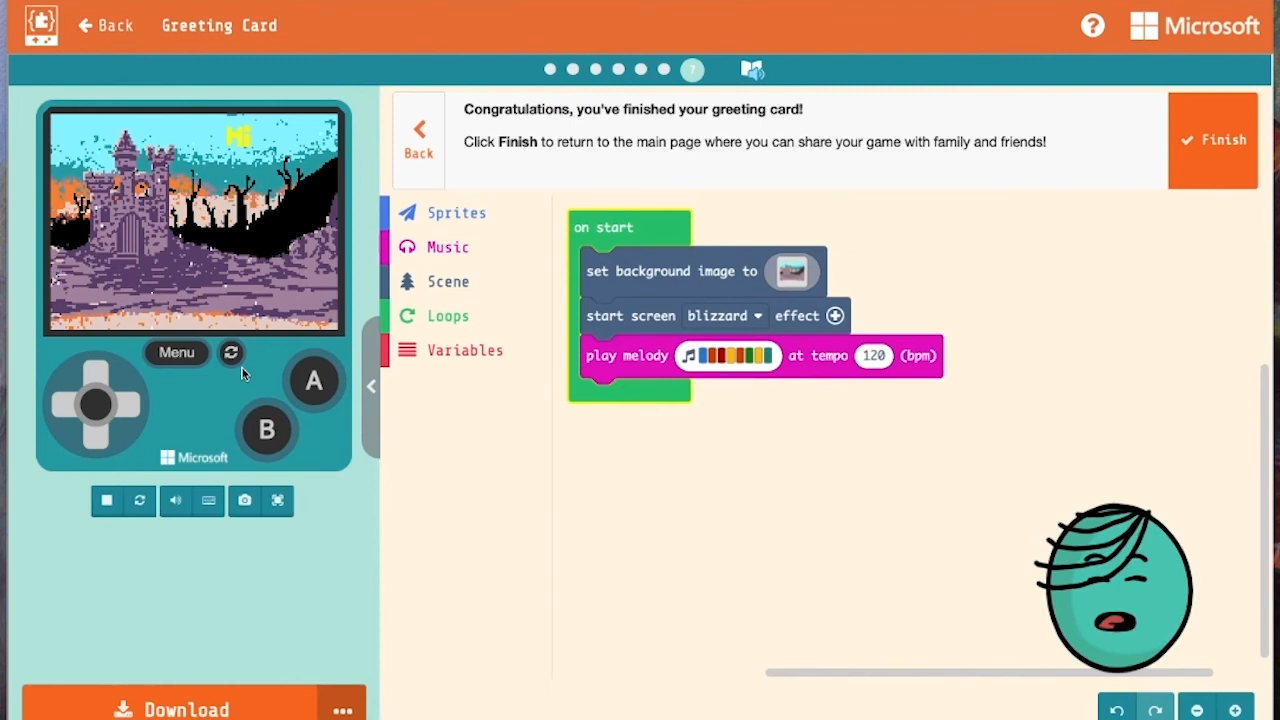 Back
Greeting Card
?
Microsoft
?
Hi
Back
Congratulations, you've finished your greeting card!
Click Finish to return to the main page where you can share your game with family and friends!
Finish
Sprites
Music
Scene
Loops
Variables
on start
set background image to
start screen blizzard effect
play melody at tempo 120 (bpm)
Menu
A
B
Microsoft
Download